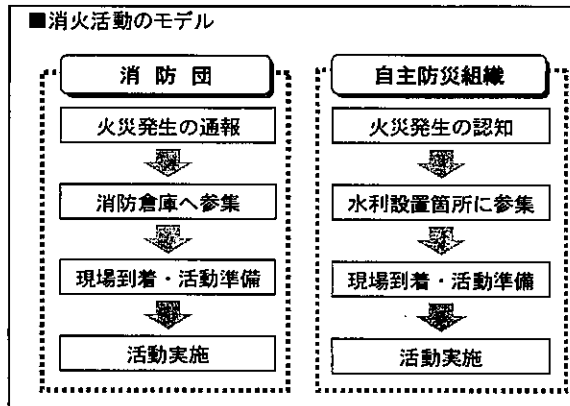 ■消火活動のモデル
消防団
火災発生の通報
消防倉庫へ参集
現場到着・活動準備
活動実施
自主防災組織
火災発生の認知
水利設置箇所に参集
現場到着・活動準備
活動実施